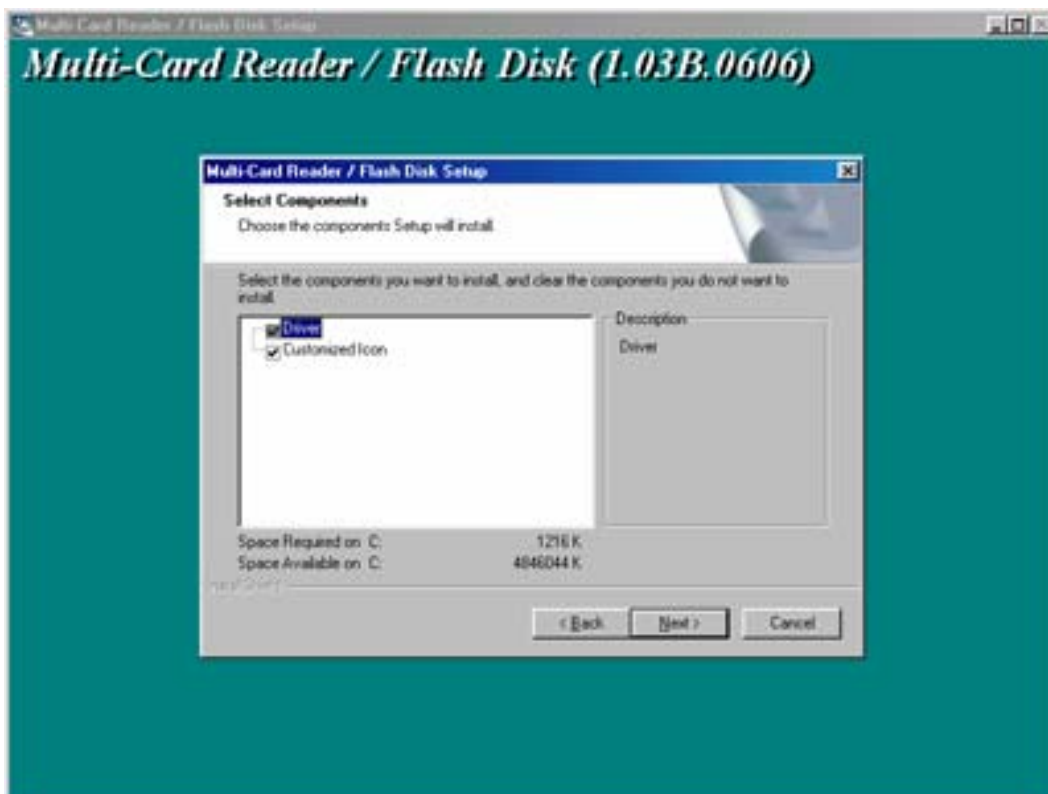 Multi-Card Reader / Flash Disk Setup
Multi-Card Reader / Flash Disk (1.03B.0606)
Multi-Card Reader / Flash Disk Setup
Select Components
Choose the components Setup will install.
Select the components you want to install, and clear the components you do not want to
install.
Driver
Customized Icon
Description
Driver
Space Required on C: 1216 K
Space Available on C: 4846044 K
< Back
Next >
Cancel